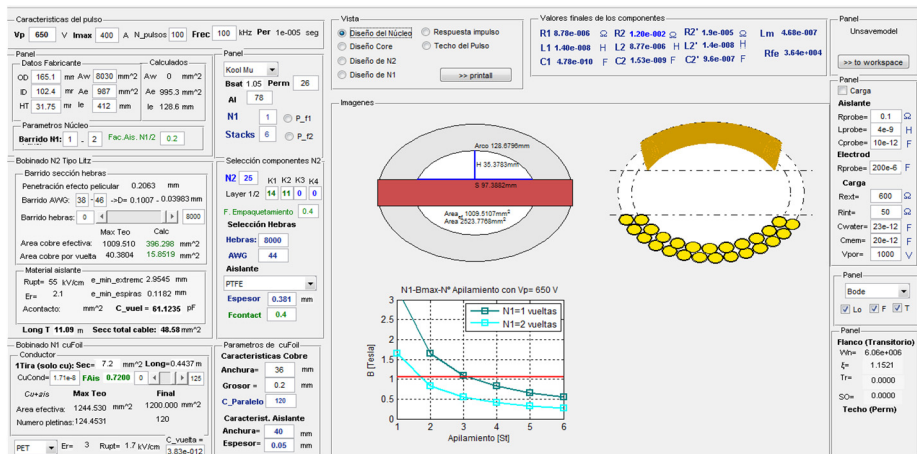 Caracteristicas del pulso
Vp 650 V Imax 400 A N_pulsos 100 Frec 100 kHz Per 1e-005 seg
Panel
Datos Fabricante
Calculados
OD 165.1 mm Aw 8030 mm^2 Aw 0 mm^2
ID 102.4 mm Ae 987 mm^2 Ae 995.3 mm^2
HT 31.75 mm le 412 mm le 128.6 mm
Parametros Núcleo
Barrido N1: 1 - 2 Fac.Ais. N1/2 0.2
Bobinado N2 Tipo Litz
Barrido sección hebras
Penetración efecto pelicular 0.2063 mm
Barrido AWG: 38 - 46 ->D= 0.1007 - 0.03983 mm
Barrido hebras: 0 8000
Max Teo Calc
Area cobre efectiva: 1009.510 396.298 mm^2
Area cobre por vuelta 40.3804 15.8519 mm^2
Material aislante
Rupt= 55 kV/cm e_min_extremc 2.9545 mm
Er= 2.1 e_min_espiras 0.1182 mm
Acontacto: mm^2 C_vuel = 61.1235 pF
Long T 11.09 m Secc total cable: 48.58 mm^2
Bobinado N1 cuFoil
Conductor
1Tira (solo cu): Sec= 7.2 mm^2 Long=0.4437 m
CuCond= 1.71e-8 FAis 0.7200 0 125
Cu+ais Max Teo Final
Area efectiva: 1244.530 mm^2 1200.000 mm^2
Numero pletinas: 124.4531 120
PET Er= 3 Rupt= 1.7 kV/cm C_vuelta = 3.83e-012
Panel
Kool Mu
Bsat 1.05 Perm 26
Al 78
N1 1 P_f1
Stacks 6 P_f2
Selección componentes N2
N2 25 K1 K2 K3 K4
Layer 1/2 14 11 0 0
F. Empaquetamiento 0.4
Selección Hebras
Hebras: 8000
AWG 44
Aislante
PTFE
Espesor 0.381 mm
Fcontact 0.4
Parametros de cuFoil
Caracteristicas Cobre
Anchura= 36 mm
Grosor = 0.2 mm
C_Paralelo 120
Caracterist. Aislante
Anchura= 40 mm
Espesor= 0.05 mm
Vista
Diseño del Núcleo Respuesta impulso
Diseño Core Techo del Pulso
Diseño de N2
Diseño de N1 >> printall
Valores finales de los componentes
R1 8.78e-006 Ω R2 1.20e-002 Ω R2' 1.9e-005 Ω Lm 4.68e-007
L1 1.40e-008 H L2 8.77e-006 H L2' 1.4e-008 H
Rfe 3.64e+004
C1 4.78e-010 F C2 1.53e-009 F C2' 9.6e-007 F
Imagenes
Arco 128.6796mm
H 35.3783mm
S 97.3882mm
Area = 1009.5107mm²
Area 2523.7768mm²
N1-Bmax-Nº Apilamiento con Vp= 650 V
B [Tesla]
2.5
2
1.5
1
0.5
0
N1=1 vueltas
N1=2 vueltas
1 2 3 4 5 6
Apilamiento [St]
Panel
Unsavemodel
>> to workspace
Panel
Carga
Aislante
Rprobe= 0.1 Ω
Lprobe= 4e-9 H
Cprobe= 10e-12 F
Electrod
Rprobe= 200e-6 F
Carga
Rext= 600 Ω
Rint= 50 Ω
Cwater= 23e-12 F
Cmem= 20e-12 F
Vpor= 1000 V
Panel
Bode
Lo F T
Panel
Flanco (Transitorio)
Wn= 6.06e+006
ξ= 1.1521
Tr= 0.0000
SO= 0.0000
Techo (Perm)